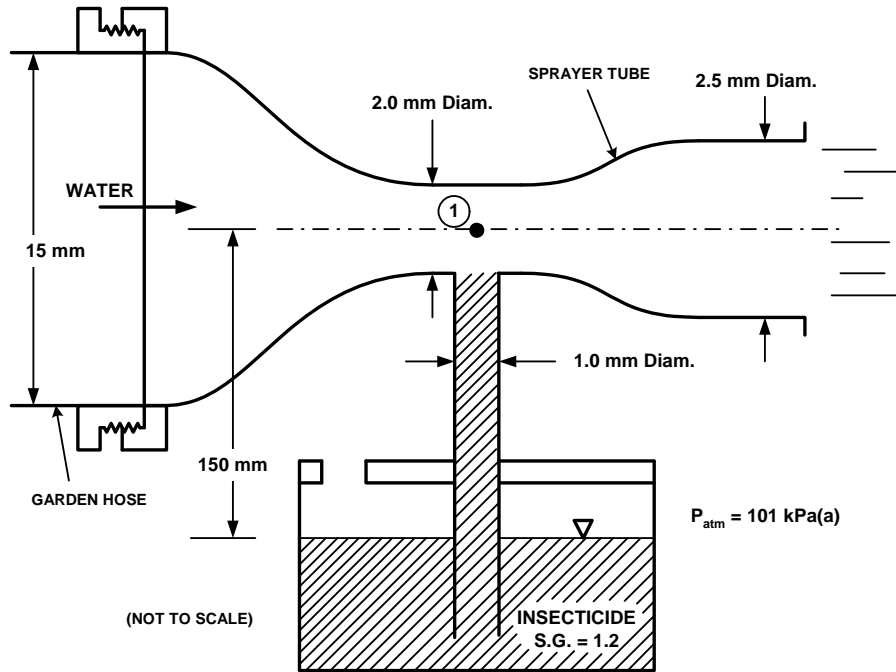 SPRAYER TUBE
2.5 mm Diam.
2.0 mm Diam.
WATER
1
15 mm
1.0 mm Diam.
150 mm
GARDEN HOSE
Patm = 101 kPa(a)
(NOT TO SCALE)
INSECTICIDE
S.G. = 1.2